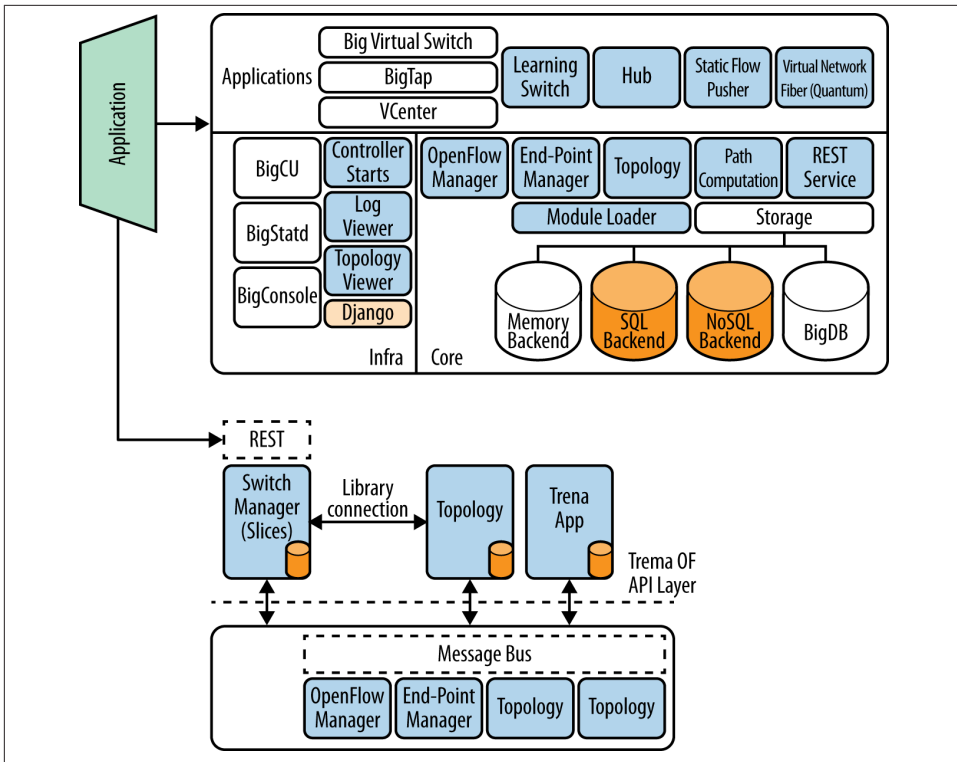 Application
Applications
Big Virtual Switch
BigTap
VCenter
Learning
Switch
Hub
Static Flow
Pusher
Virtual Network
Fiber (Quantum)
BigCU
BigStatd
BigConsole
Controller
Starts
Log
Viewer
Topology
Viewer
Django
Infra
OpenFlow
Manager
End-Point
Manager
Topology
Path
Computation
REST
Service
Module Loader
Storage
Memory
Backend
SQL
Backend
NoSQL
Backend
BigDB
Core
REST
Switch
Manager
(Slices)
Library
connection
Topology
Trena
App
Trema OF
API Layer
Message Bus
OpenFlow
Manager
End-Point
Manager
Topology
Topology